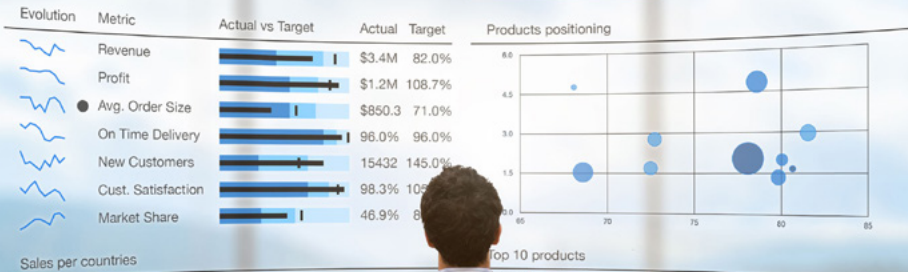 Evolution Metric Actual vs Target Actual Target
Revenue $3.4M 82.0%
Profit $1.2M 108.7%
Avg. Order Size $850.3 71.0%
On Time Delivery 96.0% 96.0%
New Customers 15432 145.0%
Cust. Satisfaction 98.3%
Market Share 46.9%
Sales per countries
Products positioning
6.0
4.5
3.0
1.5
0.0
65 70 75 80 85
Top 10 products